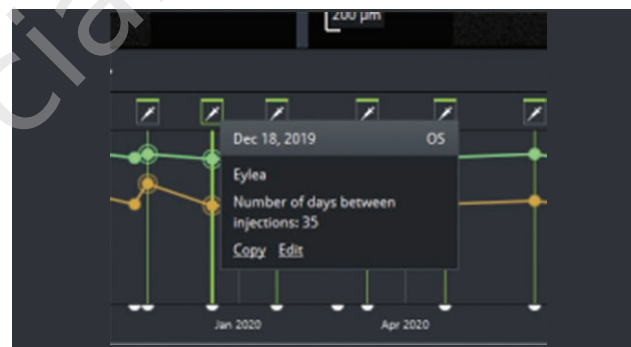 200 µm
Dec 18, 2019 OS
Eylea
Number of days between
injections: 35
Copy Edit
Jan 2020 Apr 2020